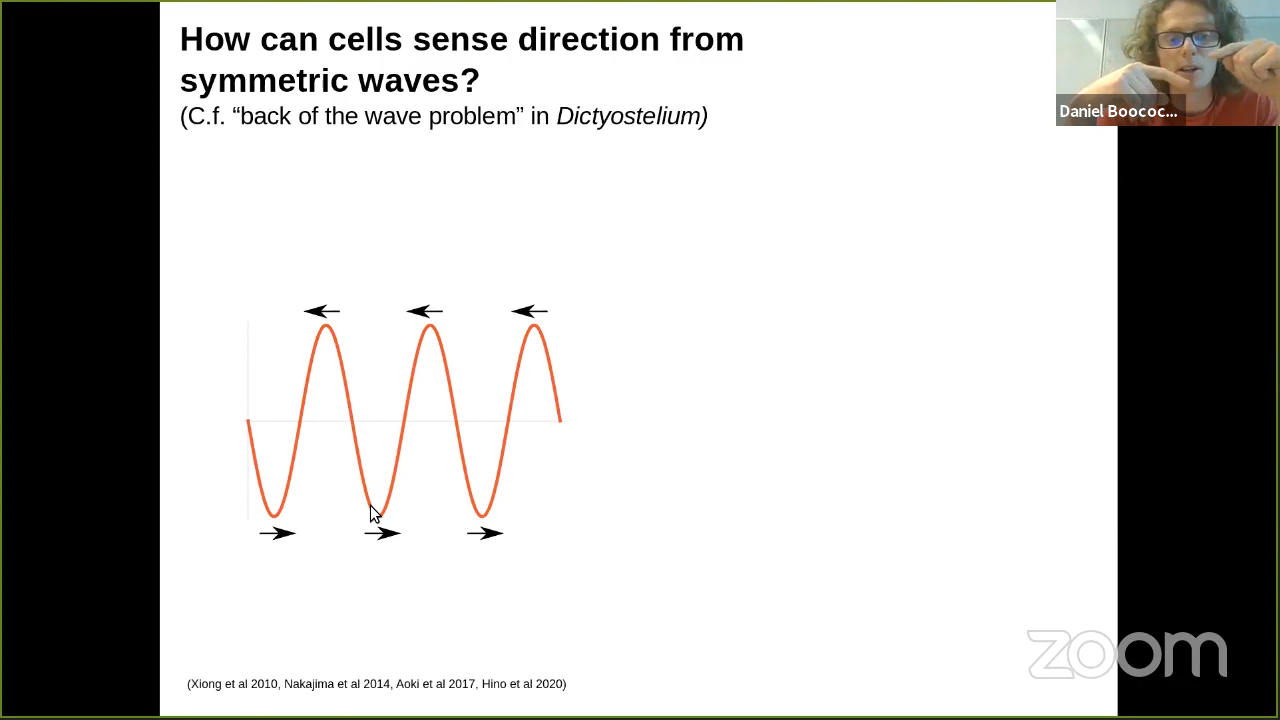 How can cells sense direction from
symmetric waves?
(C.f. “back of the wave problem” in Dictyostelium)
Daniel Boococ...
(Xiong et al 2010, Nakajima et al 2014, Aoki et al 2017, Hino et al 2020)
zoom